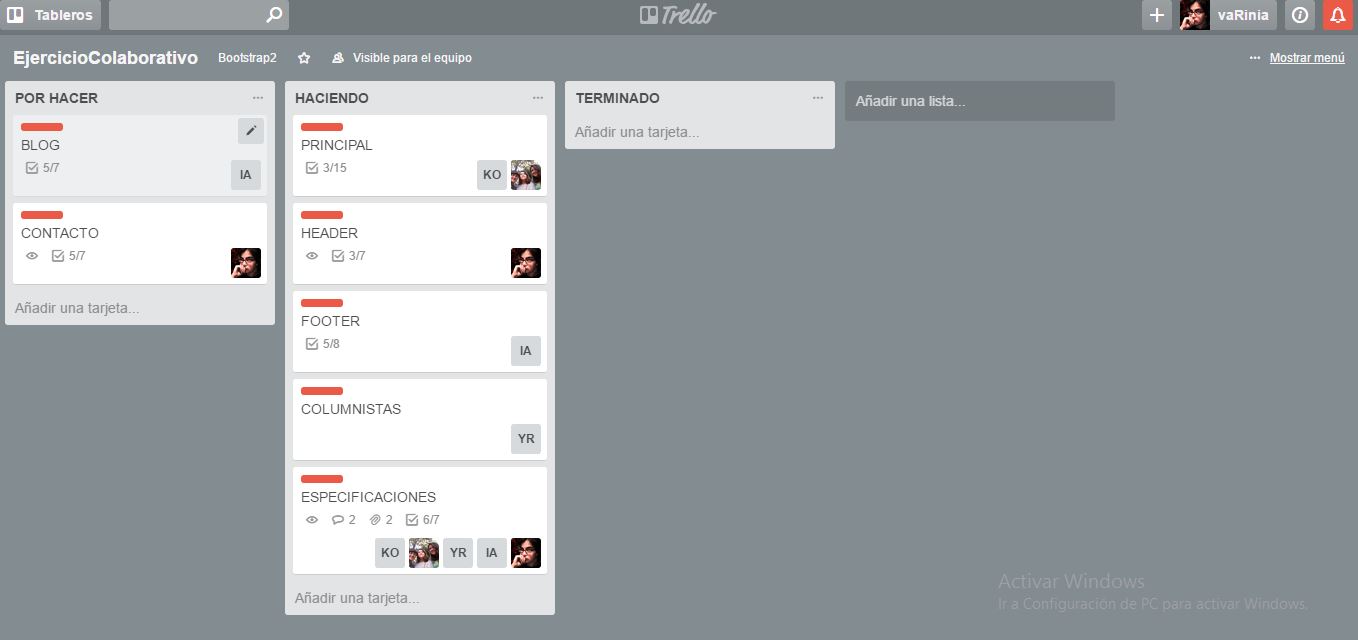 Tableros
Trello
vaRinia
EjercicioColaborativo Bootstrap2 Visible para el equipo
... Mostrar menú
POR HACER ...
BLOG
5/7
IA
CONTACTO
5/7
Añadir una tarjeta...
HACIENDO ...
PRINCIPAL
3/15
KO
HEADER
3/7
FOOTER
5/8
IA
COLUMNISTAS
YR
ESPECIFICACIONES
2 2 6/7
KO YR IA
Añadir una tarjeta...
TERMINADO ...
Añadir una tarjeta...
Añadir una lista...
Activar Windows
Ir a Configuración de PC para activar Windows.